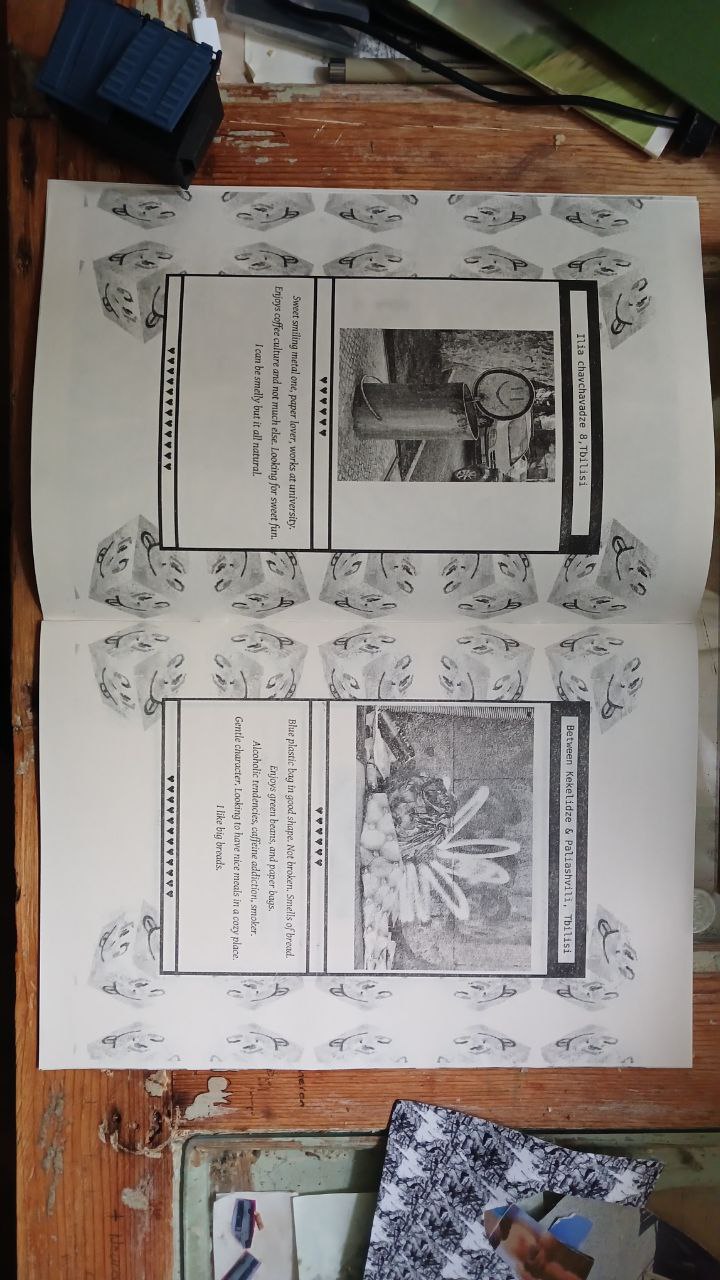 Ilia chavchavadze 8,Tbilisi
♥♥♥♥♥♥
Sweet smiling metal one, paper lover, works at university.
Enjoys coffee culture and not much else. Looking for sweet fun.
I can be smelly but it all natural.
♥♥♥♥♥♥♥♥♥♥♥♥
Between Kekelidze & Paliashvili, Tbilisi
♥♥♥♥♥♥
Blue plastic bag in good shape. Not broken. Smells of bread.
Enjoys green beans, and paper bags.
Alcoholic tendencies, caffeine addiction, smoker.
Gentle character. Looking to have nice meals in a cozy place.
I like big breads.
♥♥♥♥♥♥♥♥♥♥♥♥